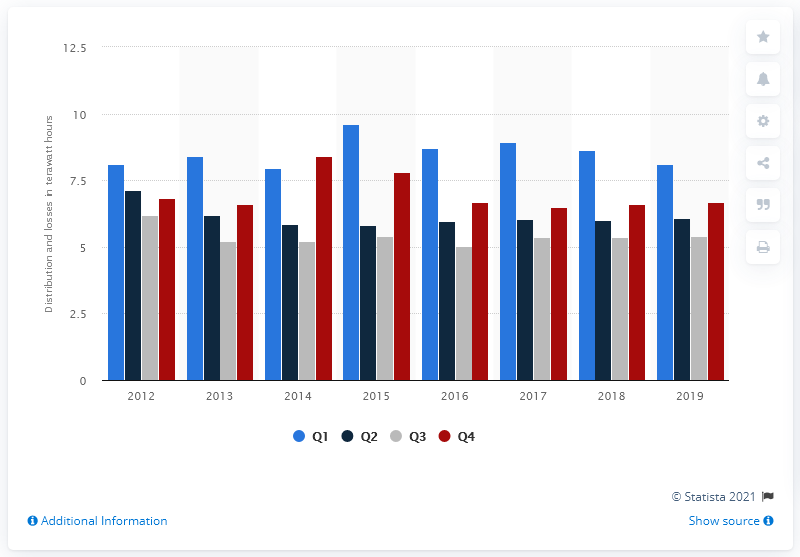 Distribution and losses in terawatt hours
12.5
10
7.5
5
2.5
0
2012 2013 2014 2015 2016 2017 2018 2019
Q1 Q2 Q3 Q4
© Statista 2021
Additional Information
Show source